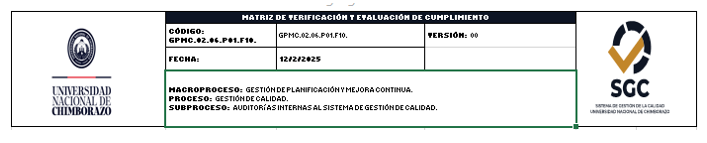 MATRIZ DE VERIFICACIÓN Y EVALUACIÓN DE CUMPLIMIENTO
CÓDIGO: GPMC.02.06.P01.F10.
GPMC.02.06.P01.F10.
VERSIÓN: 00
FECHA:
12/2/2025
MACROPROCESO: GESTIÓN DE PLANIFICACIÓN Y MEJORA CONTINUA.
PROCESO: GESTIÓN DE CALIDAD.
SUBPROCESO: AUDITORÍAS INTERNAS AL SISTEMA DE GESTIÓN DE CALIDAD.
UNIVERSIDAD
NACIONAL DE
CHIMBORAZO
SGC
SISTEMA DE GESTIÓN DE LA CALIDAD
UNIVERSIDAD NACIONAL DE CHIMBORAZO